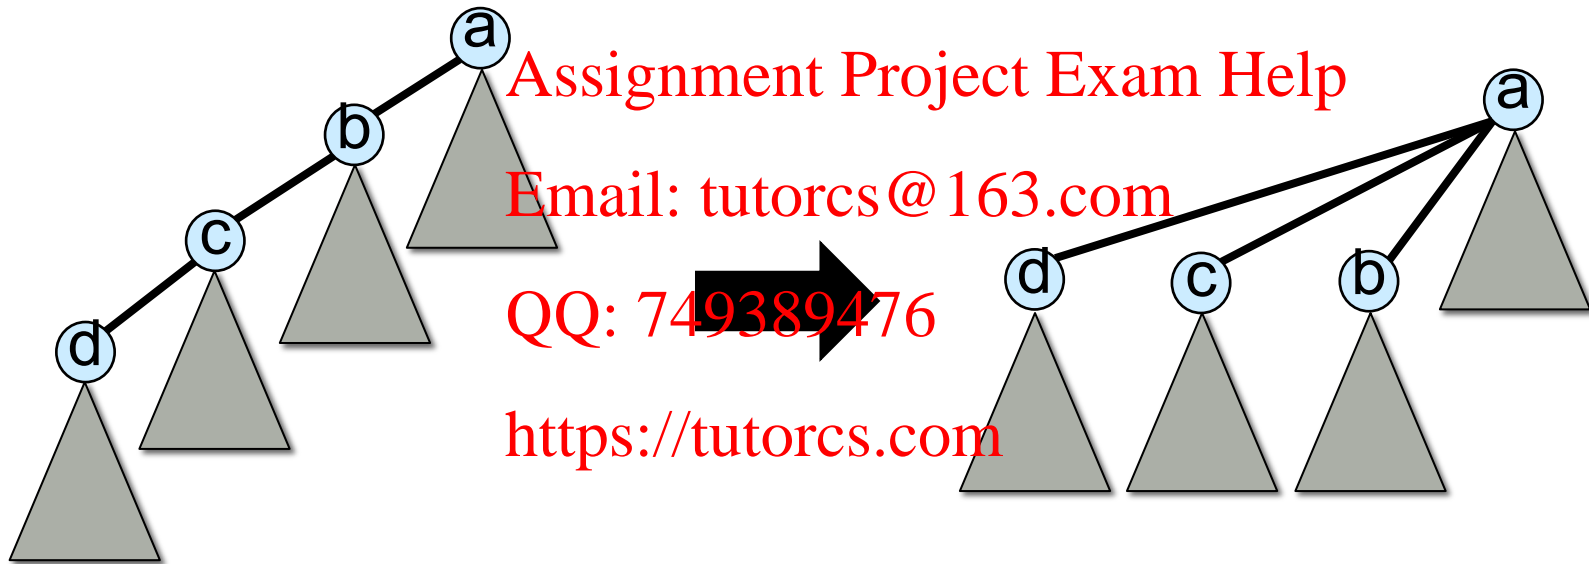 a
Assignment Project Exam Help
a
b
Email: tutorcs@163.com
c
d
c
b
QQ: 749389476
d
https://tutorcs.com